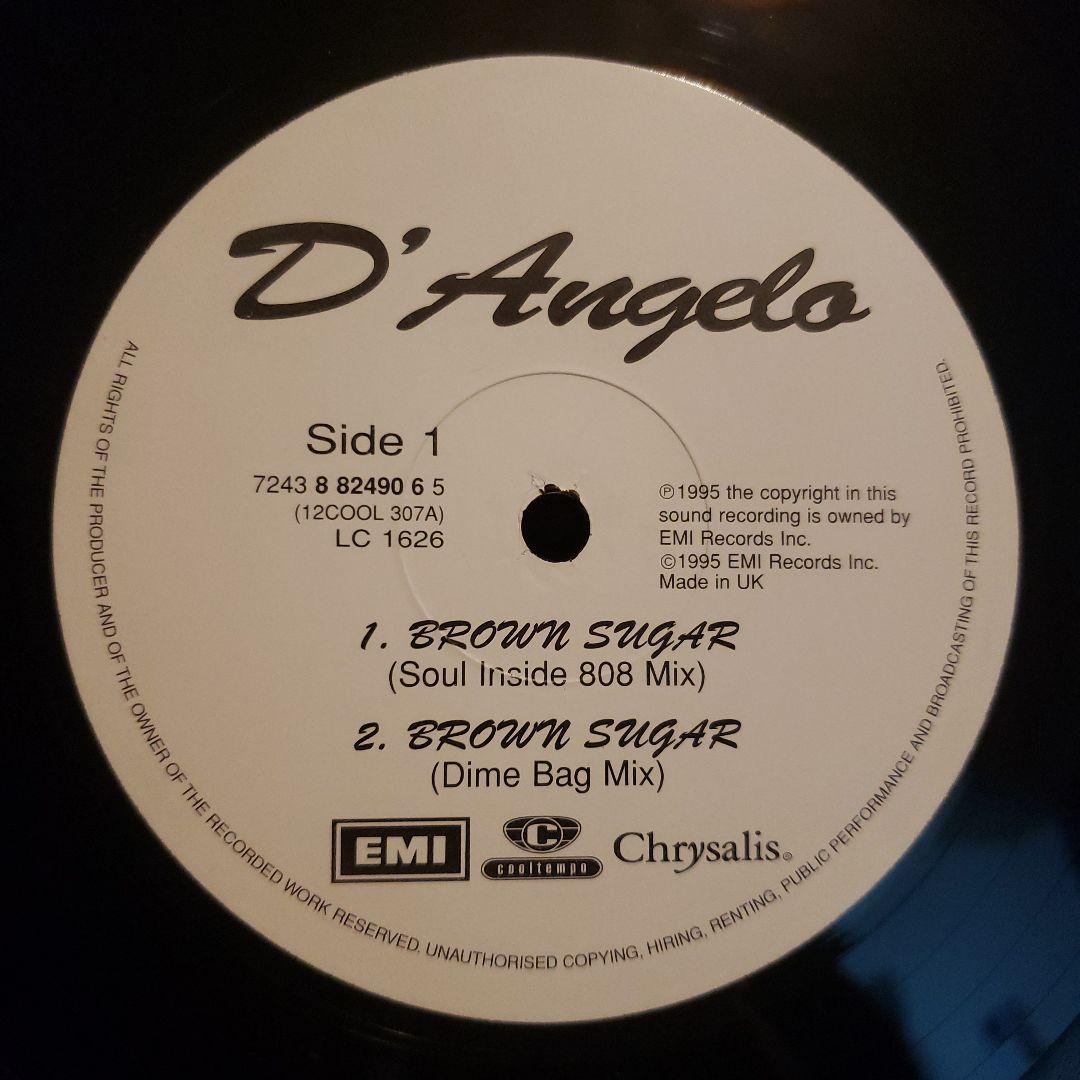 D'Angelo
Side 1
7243 8 82490 6 5
(12COOL 307A)
LC 1626
℗1995 the copyright in this
sound recording is owned by
EMI Records Inc.
©1995 EMI Records Inc.
Made in UK
1. BROWN SUGAR
(Soul Inside 808 Mix)
2. BROWN SUGAR
(Dime Bag Mix)
EMI
C
cooltempo
Chrysalis®
ALL RIGHTS OF THE PRODUCER AND OF THE OWNER OF THE RECORDED WORK RESERVED. UNAUTHORISED COPYING, HIRING, RENTING, PUBLIC PERFORMANCE AND BROADCASTING OF THIS RECORD PROHIBITED.